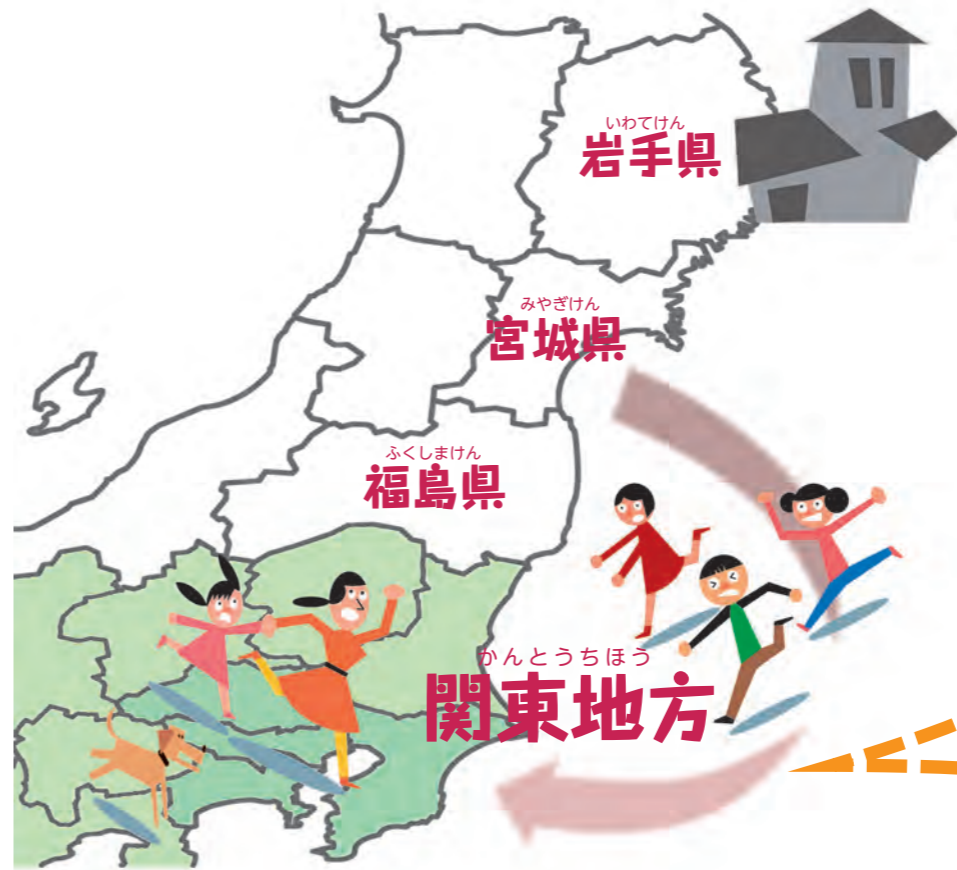 いわてけん
岩手県
みやぎけん
宮城県
ふくしまけん
福島県
かんとうちほう
関東地方